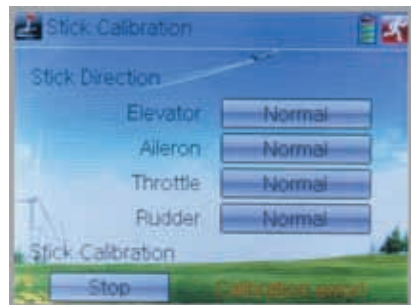 Stick Calibration
Stick Direction
Elevator Normal
Aileron Normal
Throttle Normal
Rudder Normal
Stick Calibration
Stop Calibration